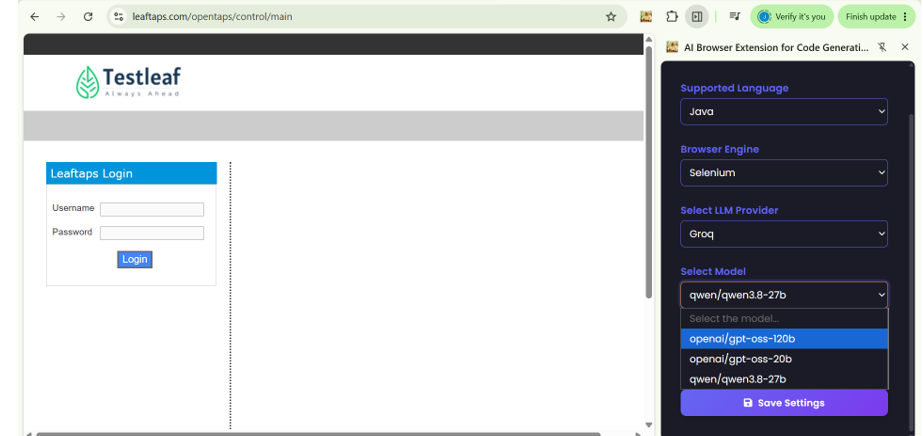 leaftaps.com/opentaps/control/main
Verify it's you
Finish update
AI Browser Extension for Code Generati...
Testleaf
Always Ahead
Leaftaps Login
Username
Password
Login
Supported Language
Java
Browser Engine
Selenium
Select LLM Provider
Groq
Select Model
qwen/qwen3.8-27b
Select the model...
openai/gpt-oss-120b
openai/gpt-oss-20b
qwen/qwen3.8-27b
Save Settings